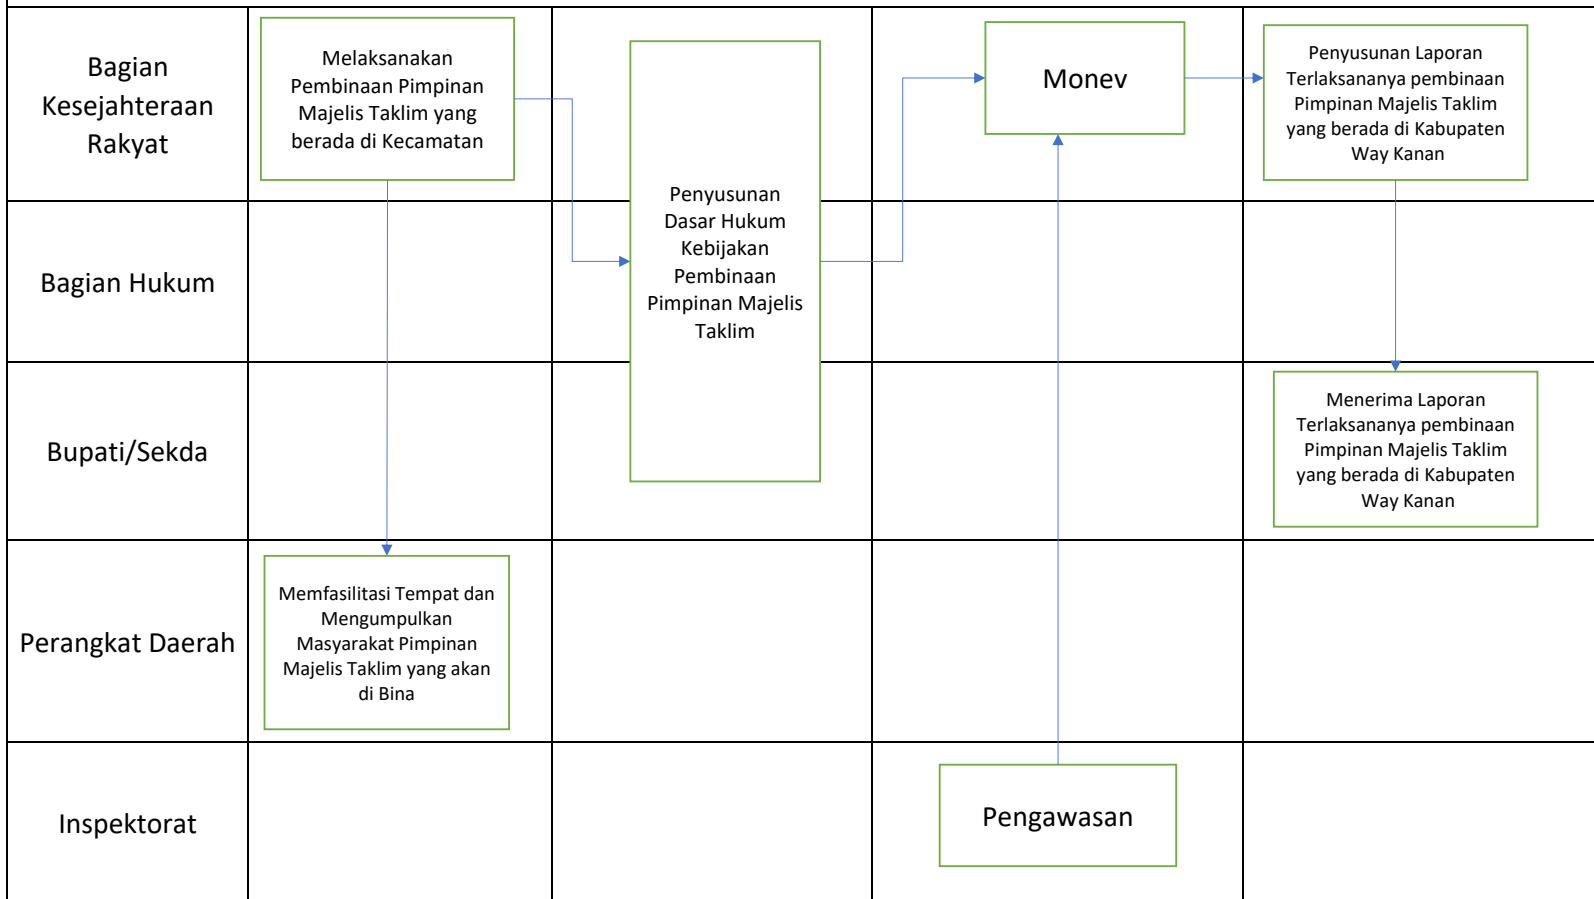 Bagian
Kesejahteraan
Rakyat
Melaksanakan
Pembinaan Pimpinan
Majelis Taklim yang
berada di Kecamatan
Penyusunan
Dasar Hukum
Kebijakan
Pembinaan
Pimpinan Majelis
Taklim
Monev
Penyusunan Laporan
Terlaksananya pembinaan
Pimpinan Majelis Taklim
yang berada di Kabupaten
Way Kanan
Bagian Hukum
Bupati/Sekda
Menerima Laporan
Terlaksananya pembinaan
Pimpinan Majelis Taklim
yang berada di Kabupaten
Way Kanan
Perangkat Daerah
Memfasilitasi Tempat dan
Mengumpulkan
Masyarakat Pimpinan
Majelis Taklim yang akan
di Bina
Inspektorat
Pengawasan